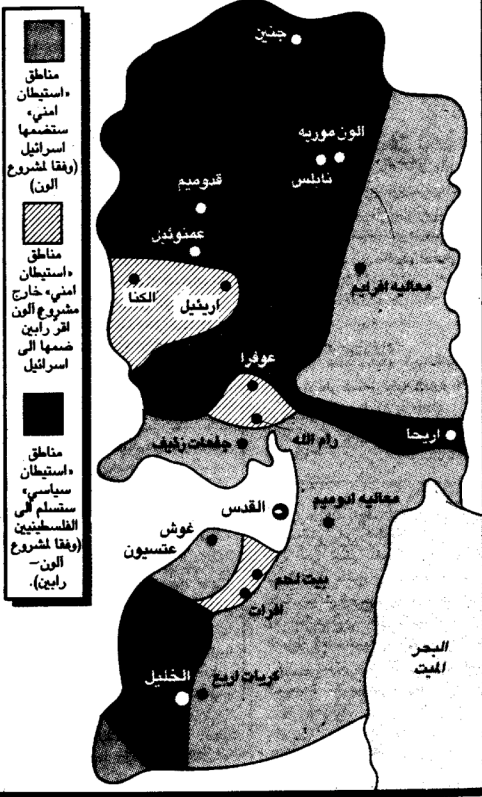 مناطق
«استيطان
امني»
ستضمها
اسرائيل
(وفقا لمشروع
الون)
مناطق
«استيطان
امني» خارج
مشروع ألون
اقر رابين
ضمها الى
اسرائيل
مناطق
«استيطان
سياسي»
ستسلم الى
الفلسطينيين
(وفقا لمشروع
ألون –
رابين).
جنين
الون موريه
نابلس
قدوميم
عمنوئيل
الكنا
اريئيل
معاليه افرايم
عوفرا
رام الله
جفعات زئيف
اريحا
القدس
معاليه ادوميم
غوش
عتسيون
بيت لحم
افرات
الخليل
كريات اربع
البحر
الميت